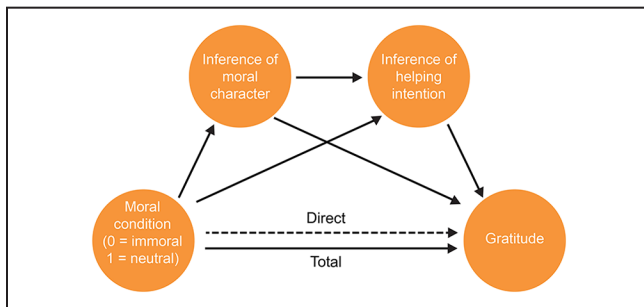 Inference of
moral
character
Inference of
helping
intention
Moral
condition
(0 = immoral
1 = neutral)
Direct
Total
Gratitude